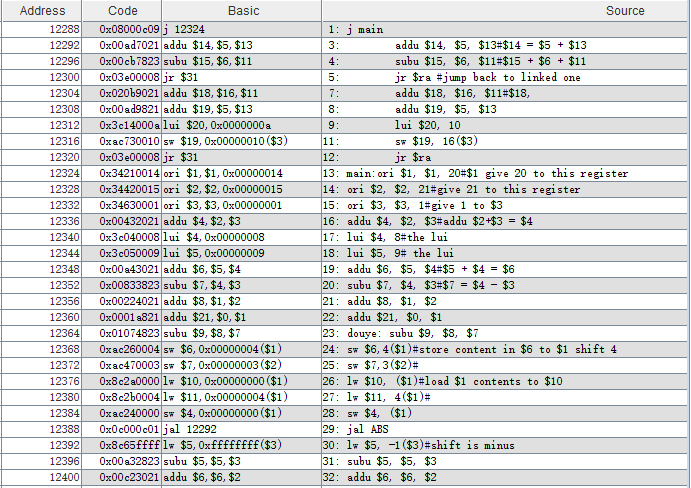 Address Code Basic Source
12288 0x08000c09 j 12324 1: j main
12292 0x00ad7021 addu $14,$5,$13 3: addu $14, $5, $13#$14 = $5 + $13
12296 0x00cb7823 subu $15,$6,$11 4: subu $15, $6, $11#$15 + $6 + $11
12300 0x03e00008 jr $31 5: jr $ra #jump back to linked one
12304 0x020b9021 addu $18,$16,$11 7: addu $18, $16, $11#$18,
12308 0x00ad9821 addu $19,$5,$13 8: addu $19, $5, $13
12312 0x3c14000a lui $20,0x0000000a 9: lui $20, 10
12316 0xac730010 sw $19,0x00000010($3) 11: sw $19, 16($3)
12320 0x03e00008 jr $31 12: jr $ra
12324 0x34210014 ori $1,$1,0x00000014 13: main:ori $1, $1, 20#$1 give 20 to this register
12328 0x34420015 ori $2,$2,0x00000015 14: ori $2, $2, 21#give 21 to this register
12332 0x34630001 ori $3,$3,0x00000001 15: ori $3, $3, 1#give 1 to $3
12336 0x00432021 addu $4,$2,$3 16: addu $4, $2, $3#addu $2+$3 = $4
12340 0x3c040008 lui $4,0x00000008 17: lui $4, 8#the lui
12344 0x3c050009 lui $5,0x00000009 18: lui $5, 9# the lui
12348 0x00a43021 addu $6,$5,$4 19: addu $6, $5, $4#$5 + $4 = $6
12352 0x00833823 subu $7,$4,$3 20: subu $7, $4, $3#$7 = $4 - $3
12356 0x00224021 addu $8,$1,$2 21: addu $8, $1, $2
12360 0x0001a821 addu $21,$0,$1 22: addu $21, $0, $1
12364 0x01074823 subu $9,$8,$7 23: douye: subu $9, $8, $7
12368 0xac260004 sw $6,0x00000004($1) 24: sw $6,4($1)#store content in $6 to $1 shift 4
12372 0xac470003 sw $7,0x00000003($2) 25: sw $7,3($2)#
12376 0x8c2a0000 lw $10,0x00000000($1) 26: lw $10, ($1)#load $1 contents to $10
12380 0x8c2b0004 lw $11,0x00000004($1) 27: lw $11, 4($1)#
12384 0xac240000 sw $4,0x00000000($1) 28: sw $4, ($1)
12388 0x0c000c01 jal 12292 29: jal ABS
12392 0x8c65ffff lw $5,0xffffffff($3) 30: lw $5, -1($3)#shift is minus
12396 0x00a32823 subu $5,$5,$3 31: subu $5, $5, $3
12400 0x00c23021 addu $6,$6,$2 32: addu $6, $6, $2